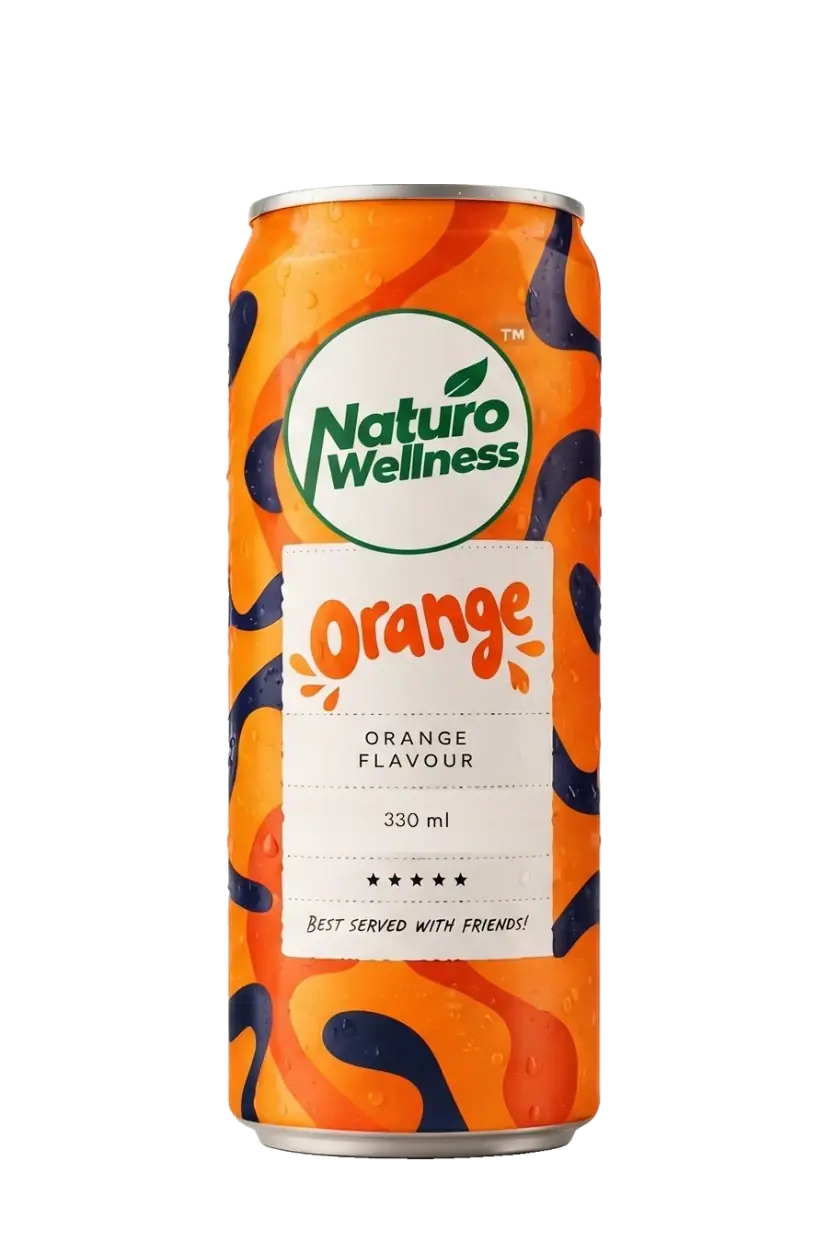 TM
Naturo
Wellness
Orange
ORANGE
FLAVOUR
330 ml
★★★★★
BEST SERVED WITH FRIENDS!